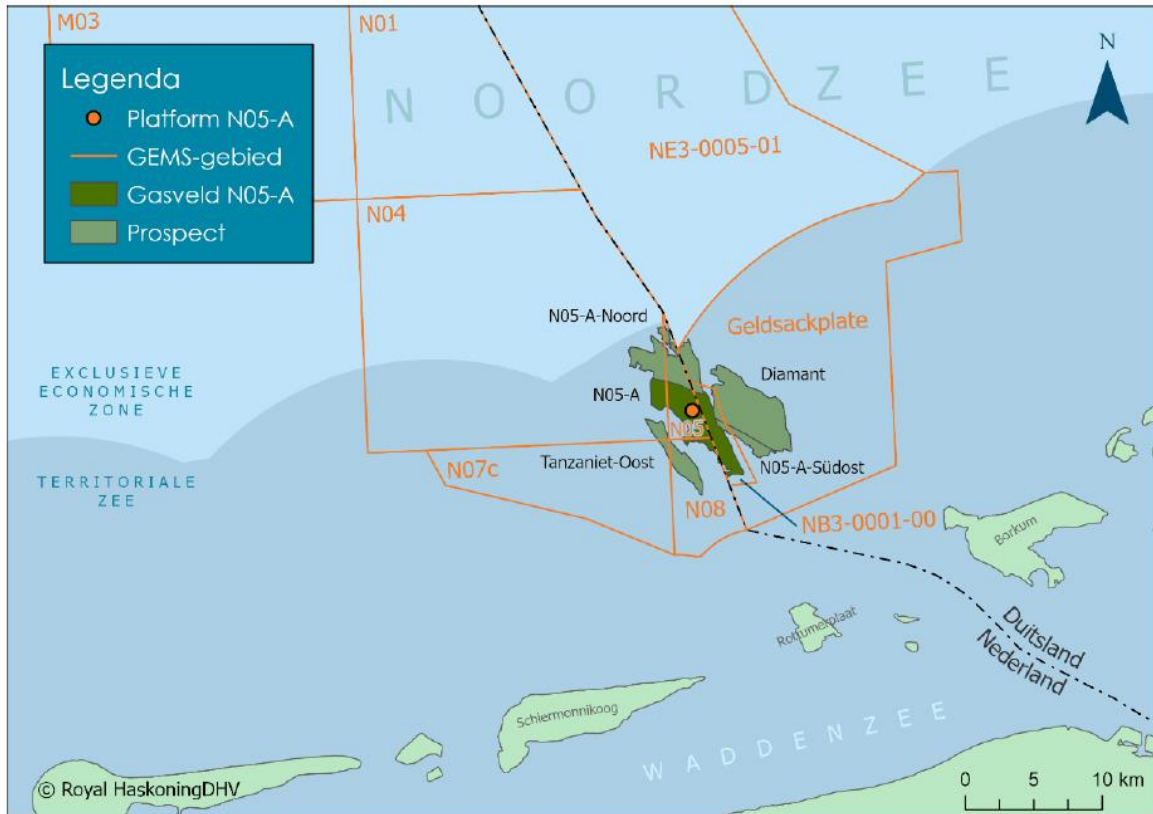 M03
N01
Legenda
Platform N05-A
GEMS-gebied
Gasveld N05-A
Prospect
NOORDZEE
N
NE3-0005-01
N04
N05-A-Noord
Geldsackplate
EXCLUSIEVE
ECONOMISCHE
ZONE
Diamant
N05-A
N05
Tanzaniet-Oost
N05-A-Südost
N07c
TERRITORIALE
ZEE
N08
NB3-0001-00
Borkum
Rottumerplaat
Duitsland
Nederland
Schiermonnikoog
WADDENZEE
© Royal HaskoningDHV
0 5 10 km